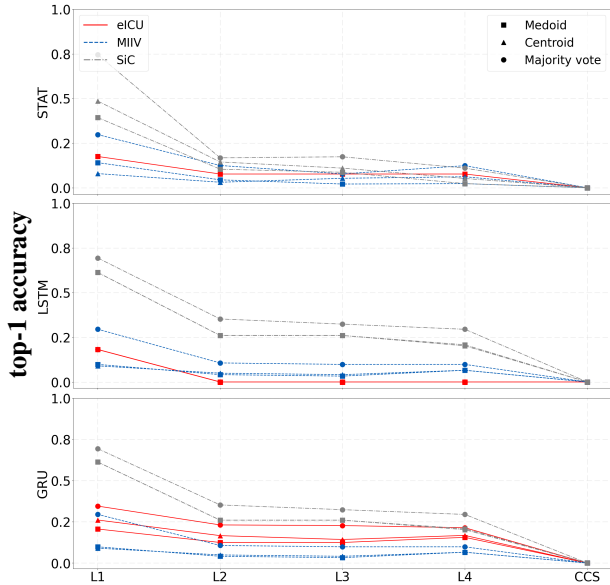 top-1 accuracy
STAT
1.0
0.8
0.5
0.2
0.0
eICU
MIIV
SiC
Medoid
Centroid
Majority vote
LSTM
1.0
0.8
0.5
0.2
0.0
GRU
1.0
0.8
0.5
0.2
0.0
L1 L2 L3 L4 CCS